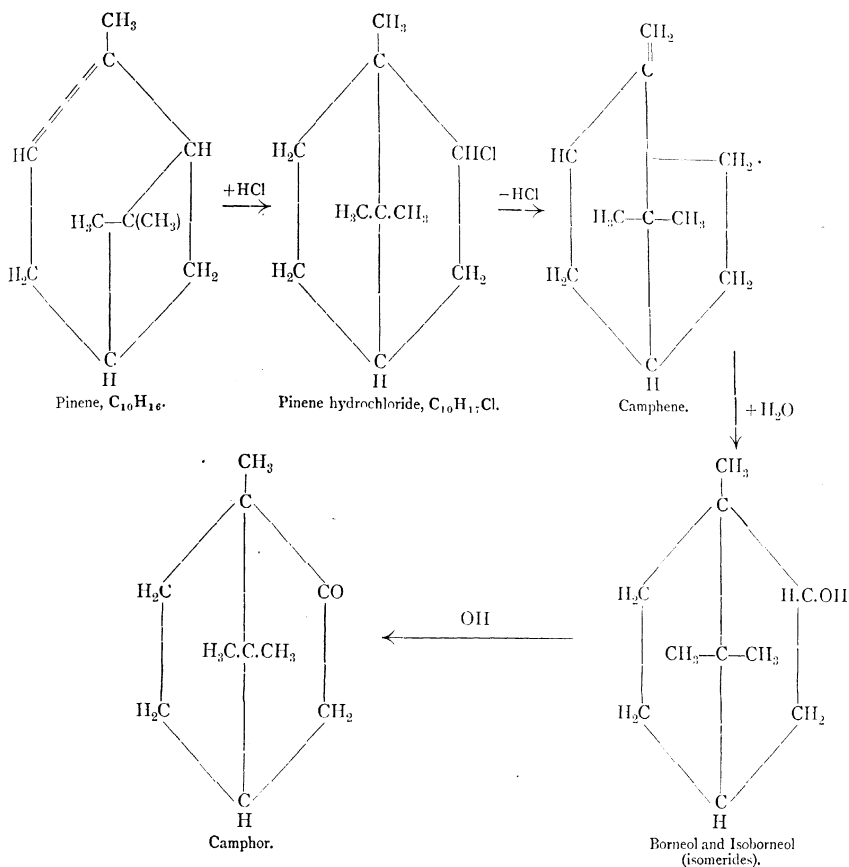 CH₃
C
HC
CH
H₃C—C(CH₃)
H₂C
CH₂
C
H
Pinene, C₁₀H₁₆.
+HCl
CH₃
C
H₂C
CHCl
H₃C.C.CH₃
H₂C
CH₂
C
H
Pinene hydrochloride, C₁₀H₁₇Cl.
—HCl
CH₂
C
HC
CH₂.
H₃C—C—CH₃
H₂C
CH₂
C
H
Camphene.
+H₂O
CH₃
C
H₂C
H.C.OH
CH₃—C—CH₃
H₂C
CH₂
C
H
Borneol and Isoborneol
(isomerides).
OH
CH₃
C
H₂C
CO
H₃C.C.CH₃
H₂C
CH₂
C
H
Camphor.